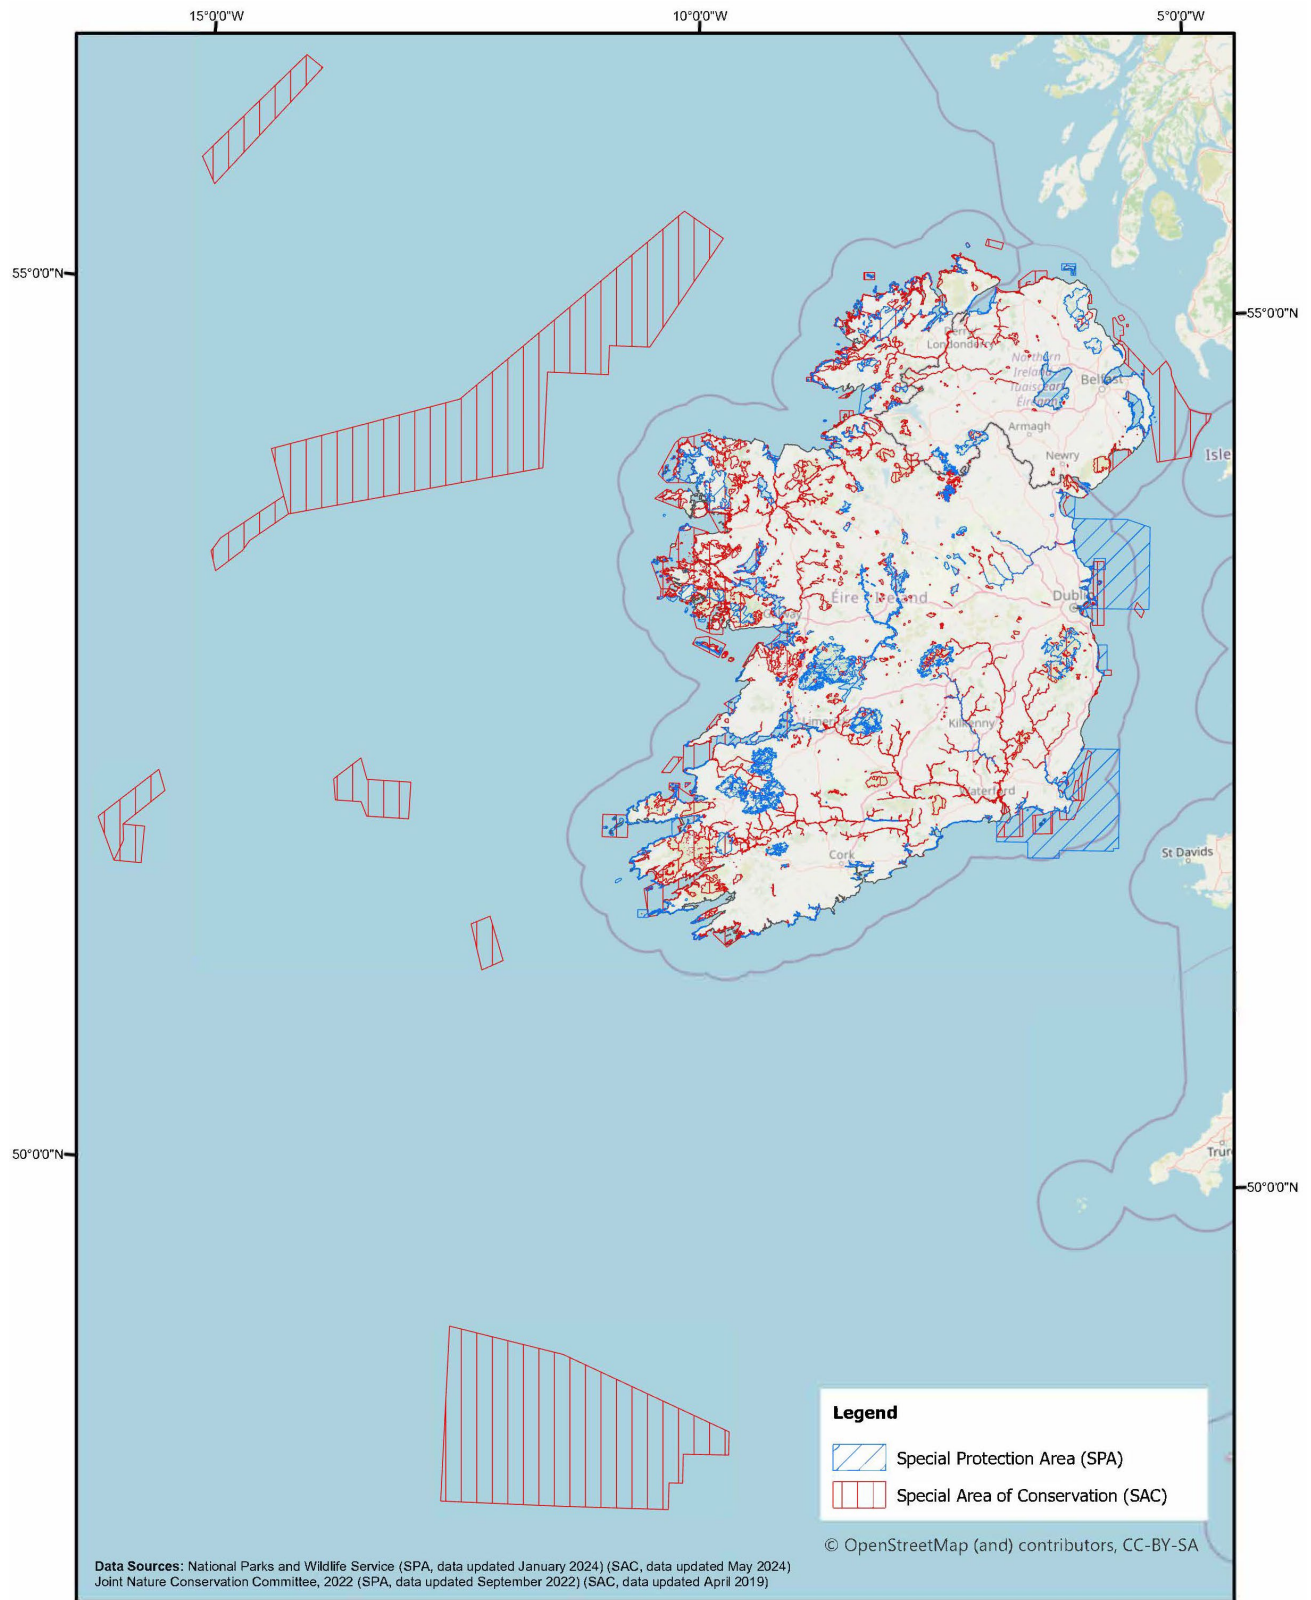 15°0'0"W
10°0'0"W
5°0'0"W
55°0'0"N
55°0'0"N
Londonderry
Northern
Ireland
Tuaisceart
Éireann
Belfast
Armagh
Newry
Isle
Éire / Ireland
Dublin
Galway
Limerick
Kilkenny
Waterford
Cork
St Davids
50°0'0"N
50°0'0"N
Truro
Legend
Special Protection Area (SPA)
Special Area of Conservation (SAC)
© OpenStreetMap (and) contributors, CC-BY-SA
Data Sources: National Parks and Wildlife Service (SPA, data updated January 2024) (SAC, data updated May 2024)
Joint Nature Conservation Committee, 2022 (SPA, data updated September 2022) (SAC, data updated April 2019)